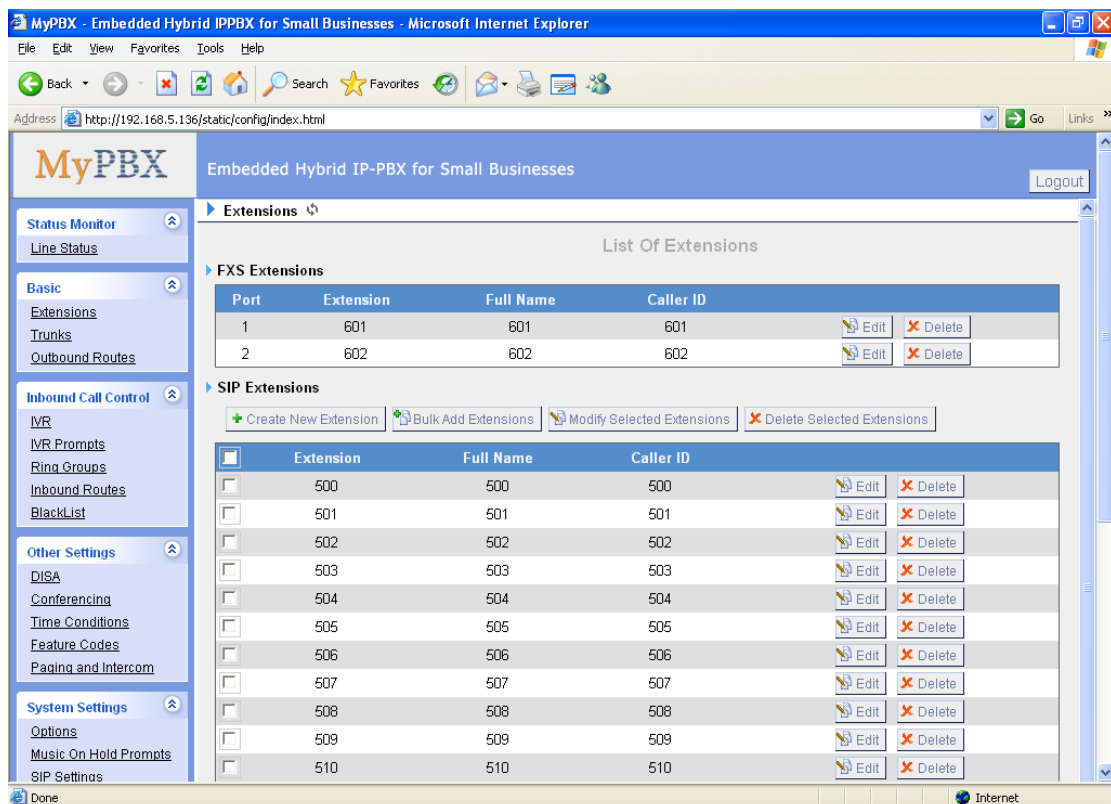 MyPBX - Embedded Hybrid IPPBX for Small Businesses - Microsoft Internet Explorer
File Edit View Favorites Tools Help
Back Search Favorites
Address http://192.168.5.136/static/config/index.html Go Links »
MyPBX
Embedded Hybrid IP-PBX for Small Businesses
Logout
Status Monitor
Line Status
Basic
Extensions
Trunks
Outbound Routes
Inbound Call Control
IVR
IVR Prompts
Ring Groups
Inbound Routes
BlackList
Other Settings
DISA
Conferencing
Time Conditions
Feature Codes
Paging and Intercom
System Settings
Options
Music On Hold Prompts
SIP Settings
Extensions
List Of Extensions
FXS Extensions
Port Extension Full Name Caller ID
1 601 601 601 Edit Delete
2 602 602 602 Edit Delete
SIP Extensions
Create New Extension Bulk Add Extensions Modify Selected Extensions Delete Selected Extensions
Extension Full Name Caller ID
500 500 500 Edit Delete
501 501 501 Edit Delete
502 502 502 Edit Delete
503 503 503 Edit Delete
504 504 504 Edit Delete
505 505 505 Edit Delete
506 506 506 Edit Delete
507 507 507 Edit Delete
508 508 508 Edit Delete
509 509 509 Edit Delete
510 510 510 Edit Delete
Done Internet